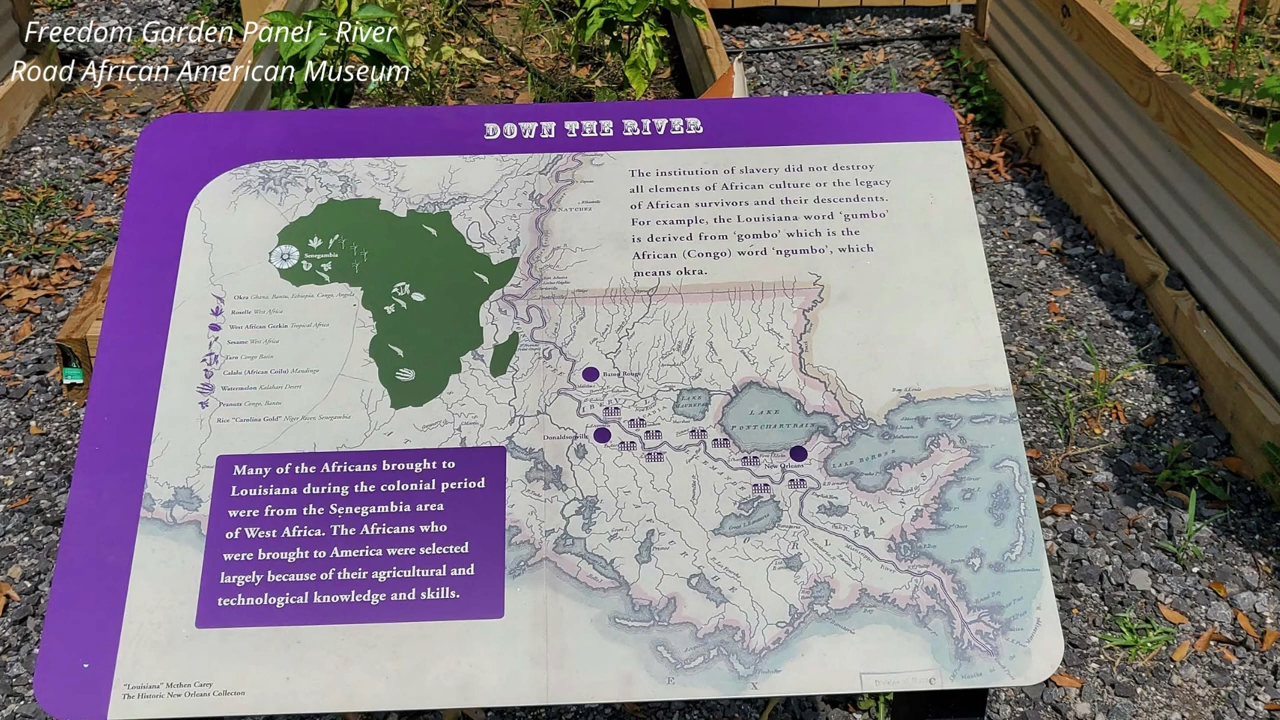 Freedom Garden Panel - River
Road African American Museum
DOWN THE RIVER
The institution of slavery did not destroy
all elements of African culture or the legacy
of African survivors and their descendents.
For example, the Louisiana word ‘gumbo’
is derived from ‘gombo’ which is the
African (Congo) word ‘ngumbo’, which
means okra.
NATCHEZ
Senegambia
Okra Ghana, Bantu, Ethiopia, Congo, Angola
Roselle West Africa
West African Gerkin Tropical Africa
Sesame West Africa
Taro Congo Basin
Calalu (African Coilu) Mandingo
Watermelon Kalahari Desert
Peanuts Congo, Bantu
Rice "Carolina Gold" Niger River, Senegambia
Baton Rouge
Donaldsonville
LAKE
PONTCHARTRAIN
New Orleans
LAKE BORGNE
Many of the Africans brought to
Louisiana during the colonial period
were from the Senegambia area
of West Africa. The Africans who
were brought to America were selected
largely because of their agricultural and
technological knowledge and skills.
E X
"Louisiana" Mcthen Carey
The Historic New Orleans Collecton